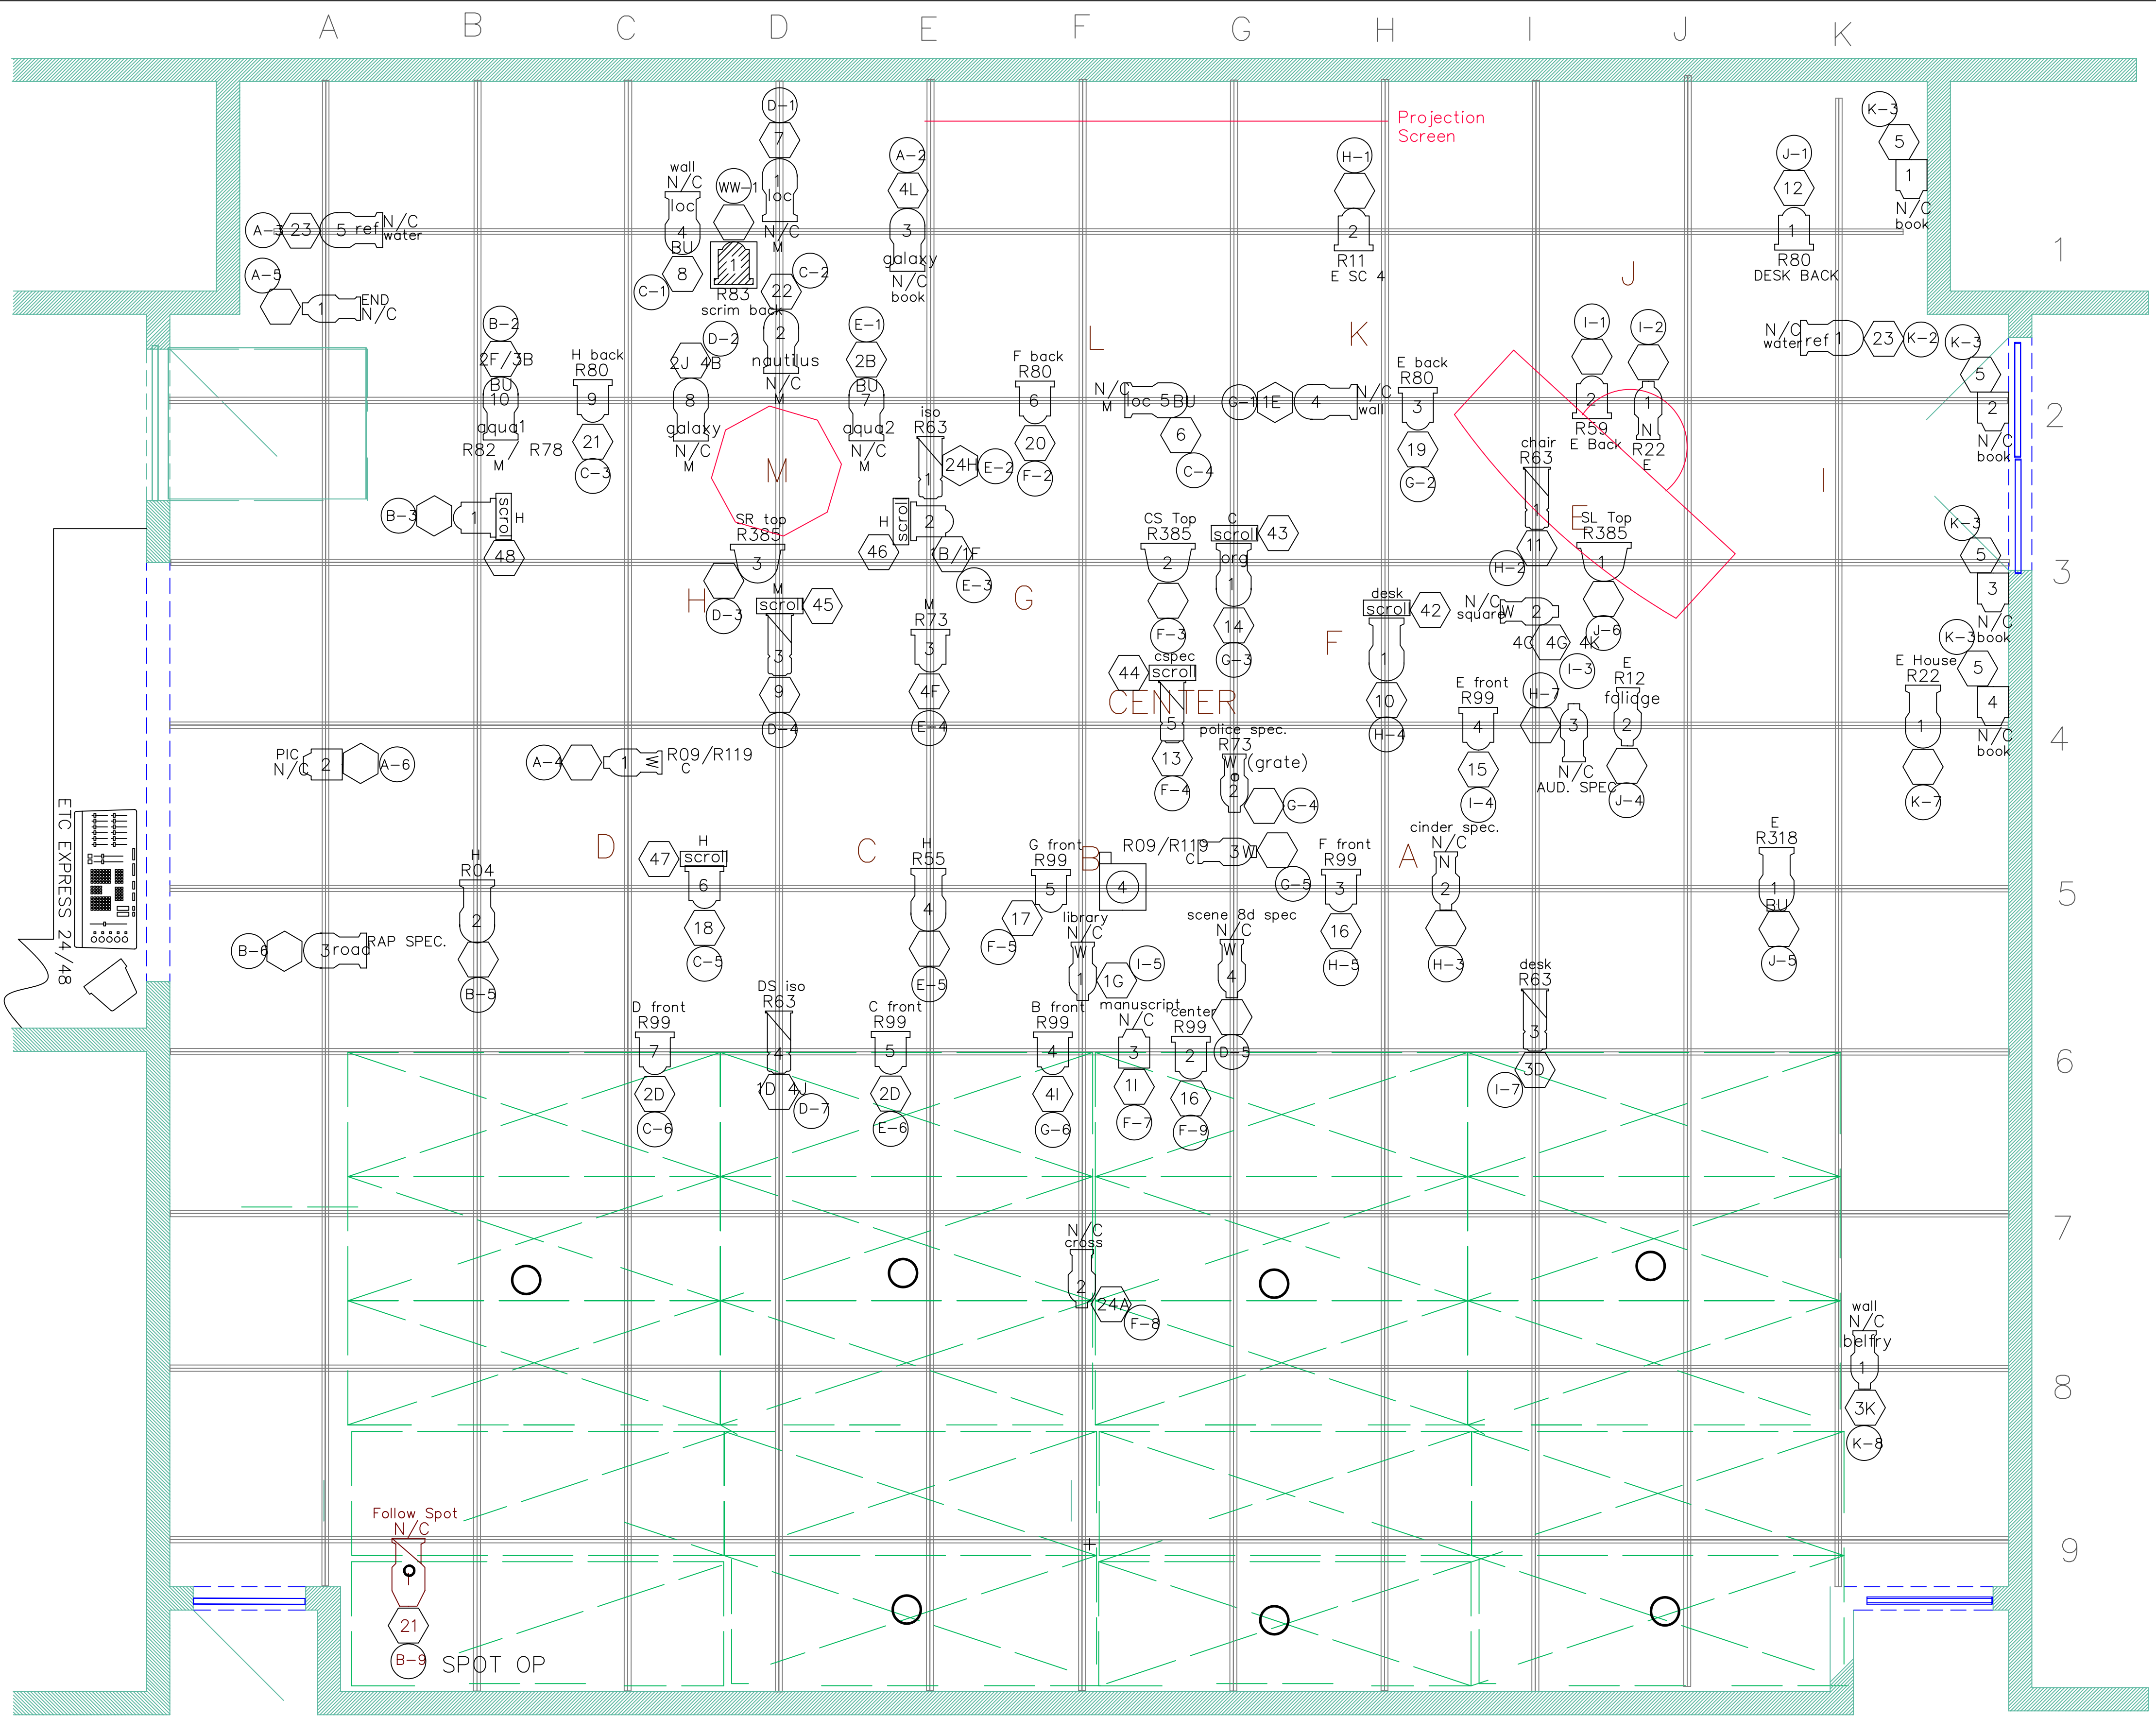 A B C D E F G H I J K
Projection
Screen
D-1
7
1
loc
N/C
M
wall
N/C
loc
4
BU
8
C-1
WW-1
1
R83
scrim back
A-2
4L
3
galaxy
N/C
book
H-1
2
R11
E SC 4
J-1
12
1
R80
DESK BACK
K-3
5
1
N/C
book
1
A-3
23
5 ref
N/C
water
A-5
1
END
N/C
C-2
22
2
nautilus
N/C
M
B-2
2F/3B
BU
10
aqua1
R82 / R78
M
H back
R80
9
21
C-3
D-2
2J 4B
8
galaxy
N/C
M
E-1
2B
BU
7
aqua2
N/C
M
F back
R80
6
20
F-2
L
N/C
M
loc 5BU
6
C-4
G-1
1E
4
N/C
wall
K
E back
R80
3
19
G-2
J
I-1
2
R59
E Back
I-2
1
N
R22
E
N/C
water
ref 1
23
K-2
K-3
5
2
N/C
book
2
M
iso
R63
1
24H
E-2
chair
R63
1
11
H-2
I
B-3
1
scroll
H
48
H
scrol
2
46
1B/1F
E-3
SR top
R385
3
D-3
H
CS Top
R385
2
F-3
C
scroll
43
org
1
14
G-3
E
SL Top
R385
1
J-6
K-3
5
3
N/C
book
3
M
scroll
45
3
9
D-4
M
R73
3
4F
E-4
G
desk
scroll
42
1
10
H-4
F
N/C
square
W 2
4C 4G 4K
I-3
cspec
44
scroll
5
13
F-4
CENTER
E front
R99
4
15
I-4
H-7
3
N/C
AUD. SPEC
E
R12
foliage
2
J-4
E House
R22
1
K-7
K-3
5
4
N/C
book
4
PIC
N/C
2
A-6
A-4
1
W
R09/R119
C
police spec.
R73
W (grate)
2
G-4
ETC EXPRESS 24/48
D
H
R04
2
B-5
47
H
scroll
6
18
C-5
C
H
R55
4
E-5
G front
R99
5
17
F-5
B
4
R09/R119
C
3W
G-5
F front
R99
3
16
H-5
A
cinder spec.
N/C
N
2
H-3
E
R318
1
BU
J-5
5
B-6
3road
RAP SPEC.
library
N/C
W
1
1G
I-5
scene 8d spec
N/C
W
4
D-5
D front
R99
7
2D
C-6
DS iso
R63
4
1D 4J
D-7
C front
R99
5
2D
E-6
B front
R99
4
4I
G-6
manuscript
N/C
3
1I
F-7
center
R99
2
16
F-9
desk
R63
3
3D
I-7
6
7
N/C
cross
2
24A
F-8
wall
N/C
belfry
1
3K
K-8
8
Follow Spot
N/C
1
21
B-9
SPOT OP
9